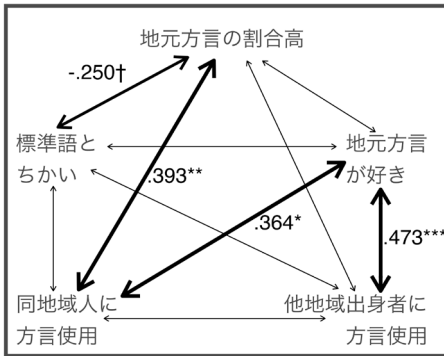 地元方言の割合高
-.250†
標準語と
ちかい
地元方言
が好き
.393**
.364*
.473***
同地域人に
方言使用
他地域出身者に
方言使用